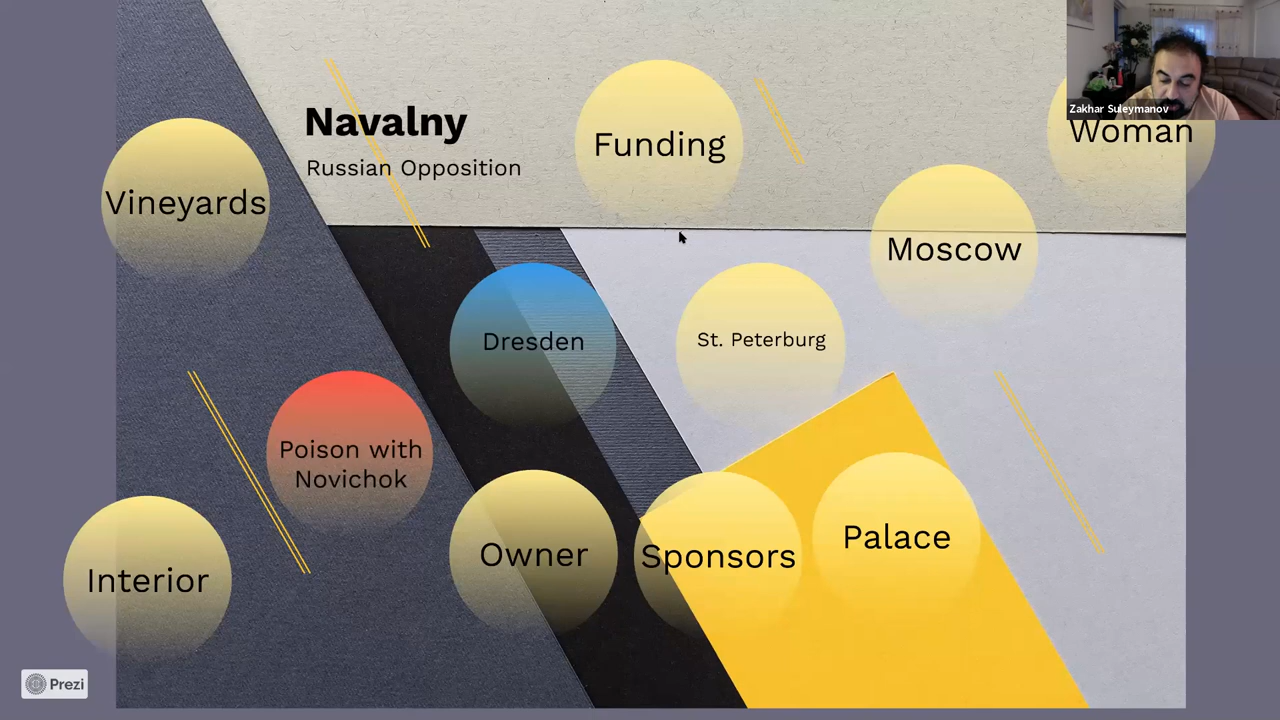 Navalny
Russian Opposition
Funding
Zakhar Suleymanov
Woman
Vineyards
Moscow
Dresden
St. Peterburg
Poison with
Novichok
Owner
Sponsors
Palace
Interior
Prezi